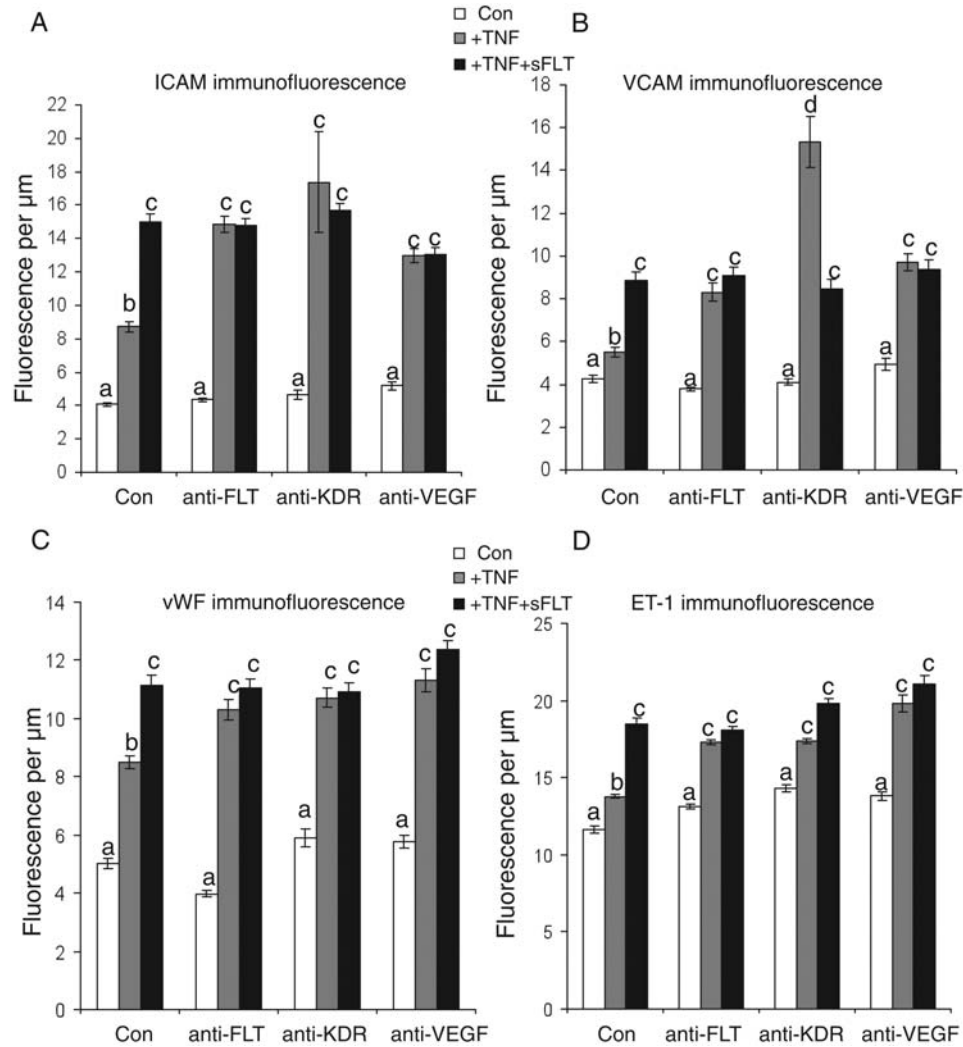 A
Con
+TNF
+TNF+sFLT
B
ICAM immunofluorescence
VCAM immunofluorescence
Fluorescence per µm
22
20
18
16
14
12
10
8
6
4
2
0
a b c
a c c
a c c
a c c
Con anti-FLT anti-KDR anti-VEGF
Fluorescence per µm
18
16
14
12
10
8
6
4
2
0
a b c
a c c
a d c
a c c
Con anti-FLT anti-KDR anti-VEGF
C
Con
+TNF
+TNF+sFLT
D
vWF immunofluorescence
ET-1 immunofluorescence
Fluorescence per µm
14
12
10
8
6
4
2
0
a b c
a c c
a c c
a c c
Con anti-FLT anti-KDR anti-VEGF
Fluorescence per µm
25
20
15
10
5
0
a b c
a c c
a c c
a c c
Con anti-FLT anti-KDR anti-VEGF